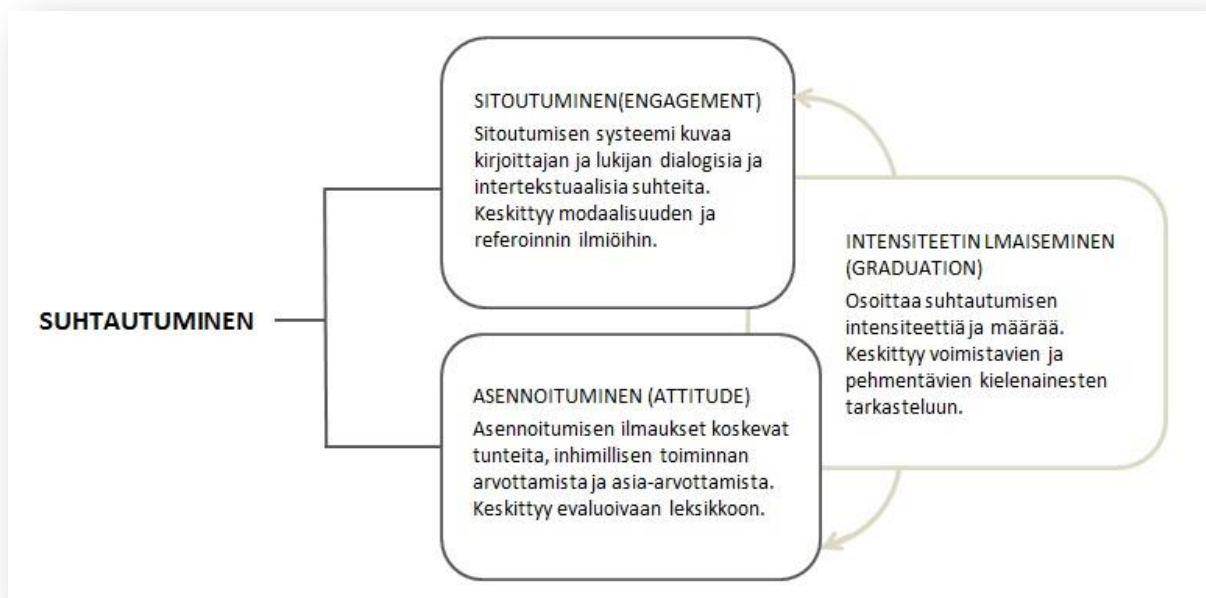 SITOUTUMINEN(ENGAGEMENT)
Sitoutumisen systeemi kuvaa
kirjoittajan ja lukijan dialogisia ja
intertekstuaalisia suhteita.
Keskittyy modaalisuuden ja
referoinnin ilmiöihin.
SUHTAUTUMINEN
ASENNOITUMINEN (ATTITUDE)
Asennoitumisen ilmaukset koskevat
tunteita, inhimillisen toiminnan
arvottamista ja asia-arvottamista.
Keskittyy evaluoivaan leksikkoon.
INTENSITEETIN LMAISEMINEN
(GRADUATION)
Osoittaa suhtautumisen
intensiteettiä ja määrää.
Keskittyy voimistavien ja
pehmentävien kielenainesten
tarkasteluun.